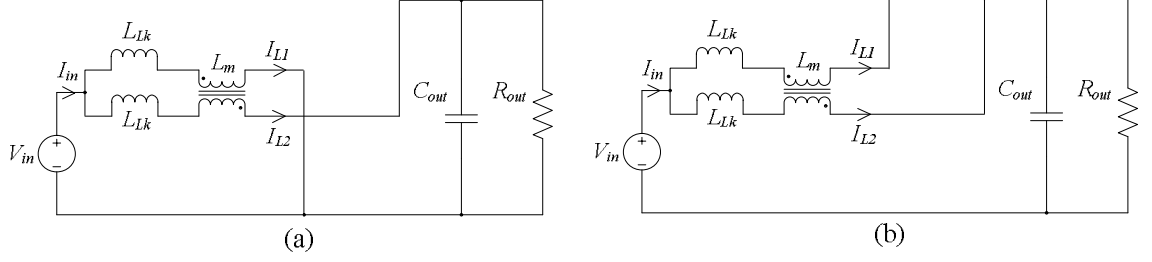 L_Lk
L_m
I_L1
I_in
C_out
R_out
L_Lk
I_L2
V_in
+
−
(a)
L_Lk
L_m
I_L1
I_in
C_out
R_out
L_Lk
I_L2
V_in
+
−
(b)